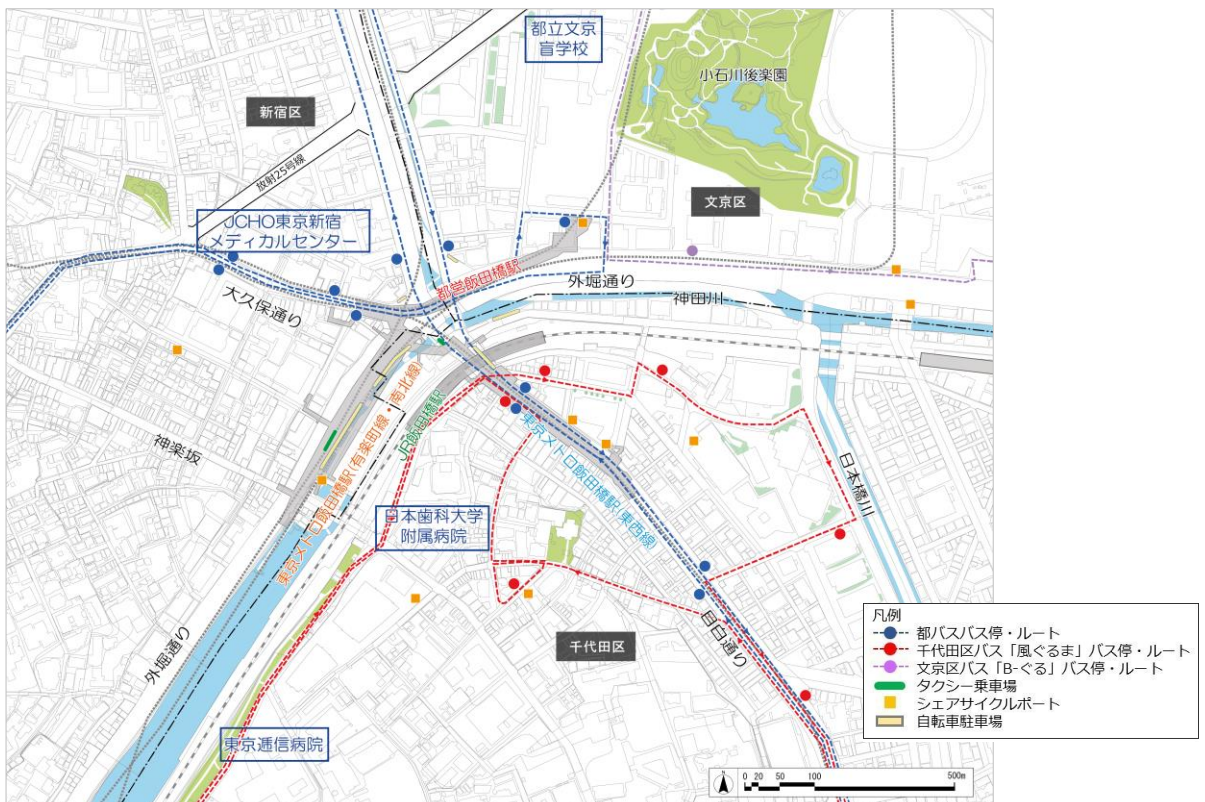 都立文京
盲学校
小石川後楽園
新宿区
放射25号線
文京区
JCHO東京新宿
メディカルセンター
都営飯田橋駅
外堀通り
神田川
大久保通り
JR飯田橋駅
東京メトロ飯田橋駅(有楽町線・南北線)
東京メトロ飯田橋駅(東西線)
神楽坂
日本橋川
日本歯科大学
附属病院
外堀通り
目白通り
千代田区
東京逓信病院
凡例
都バスバス停・ルート
千代田区バス「風ぐるま」バス停・ルート
文京区バス「B-ぐる」バス停・ルート
タクシー乗車場
シェアサイクルポート
自転車駐車場
N
0 20 50 100 500m